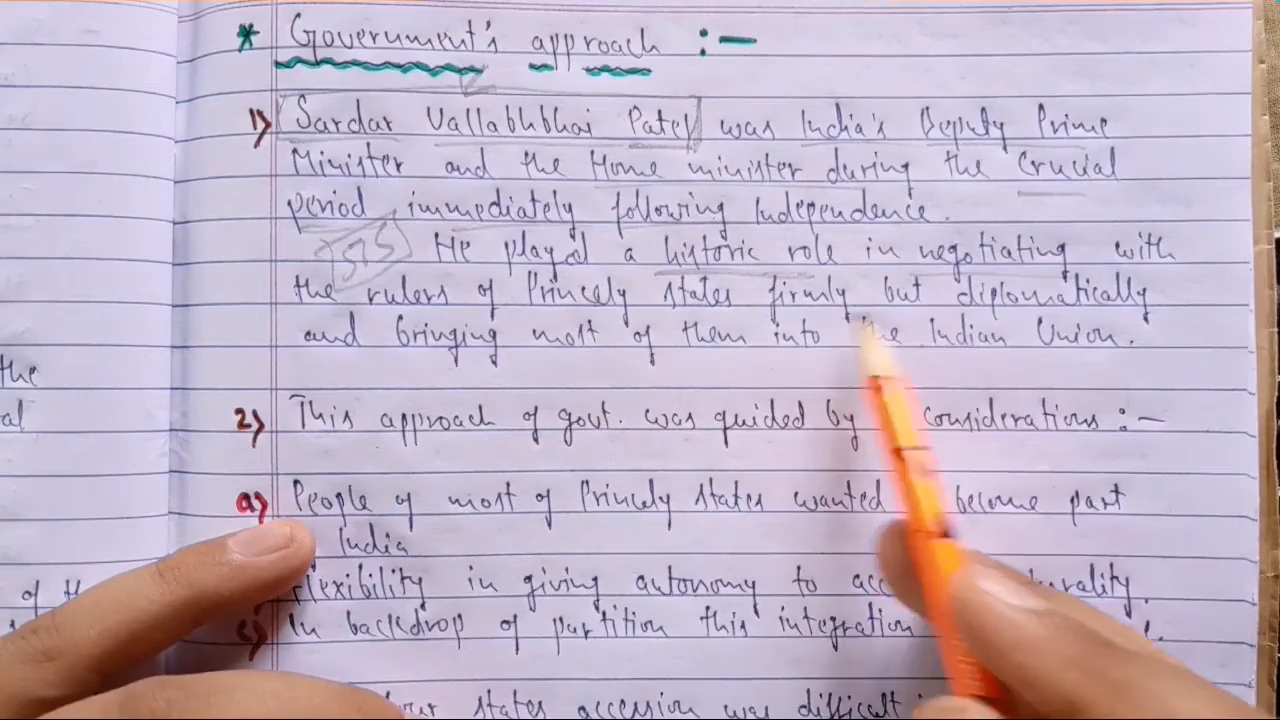 * Government's approach :-
1) Sardar Vallabhbhai Patel was India's Deputy Prime
Minister and the Home minister during the crucial
period immediately following Independence.
575 He played a historic role in negotiating with
the rulers of Princely states firmly but diplomatically
and bringing most of them into the Indian Union.
the
2) This approach of govt. was guided by considerations :-
al
a) People of most of Princely states wanted become part
India
Flexibility in giving autonomy to
of
c) In backdrop of partition this integration
states accession was difficult